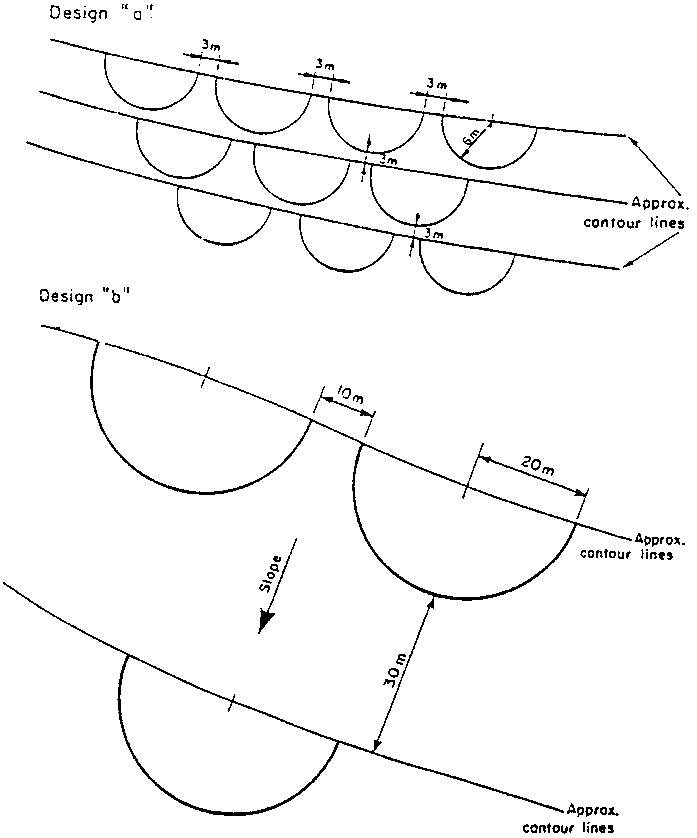 Design "a".
3m
3m
3m
6m
3m
3m
Approx.
contour lines
Design "b"
10m
20m
Approx.
contour lines
Slope
30m
Approx.
contour lines